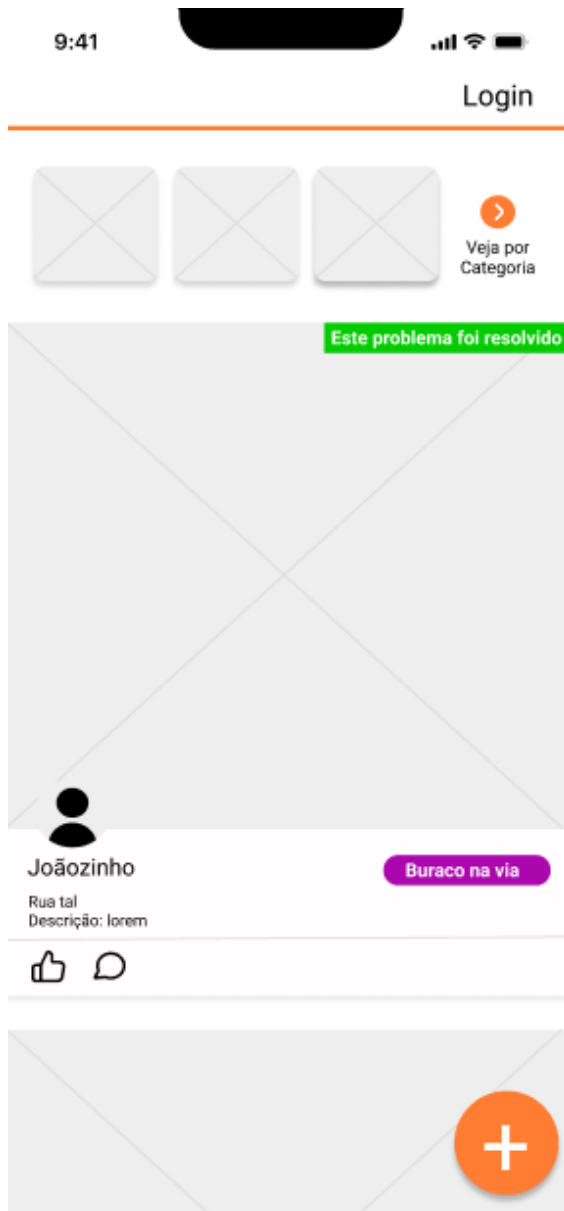 9:41
Login
Veja por
Categoria
Este problema foi resolvido
Joãozinho
Buraco na via
Rua tal
Descrição: lorem